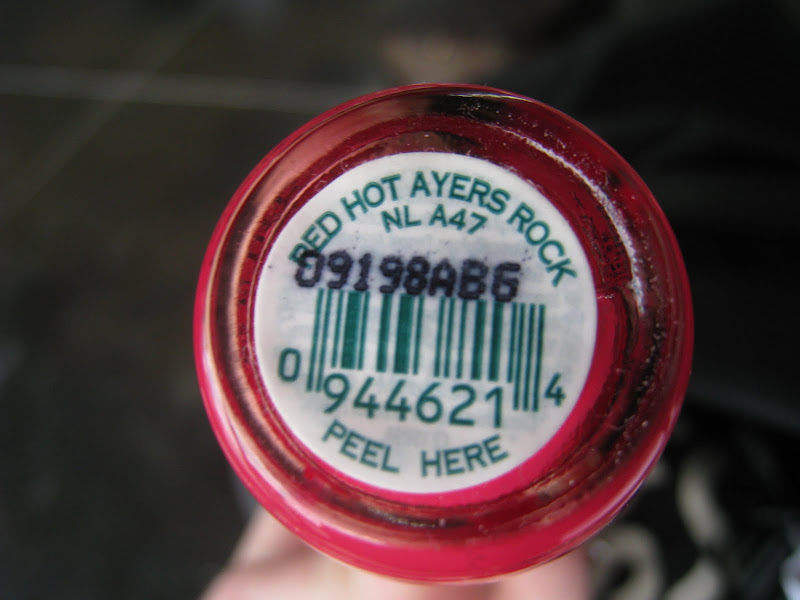 RED HOT AYERS ROCK
NL A47
09198AB6
0 944621 4
PEEL HERE